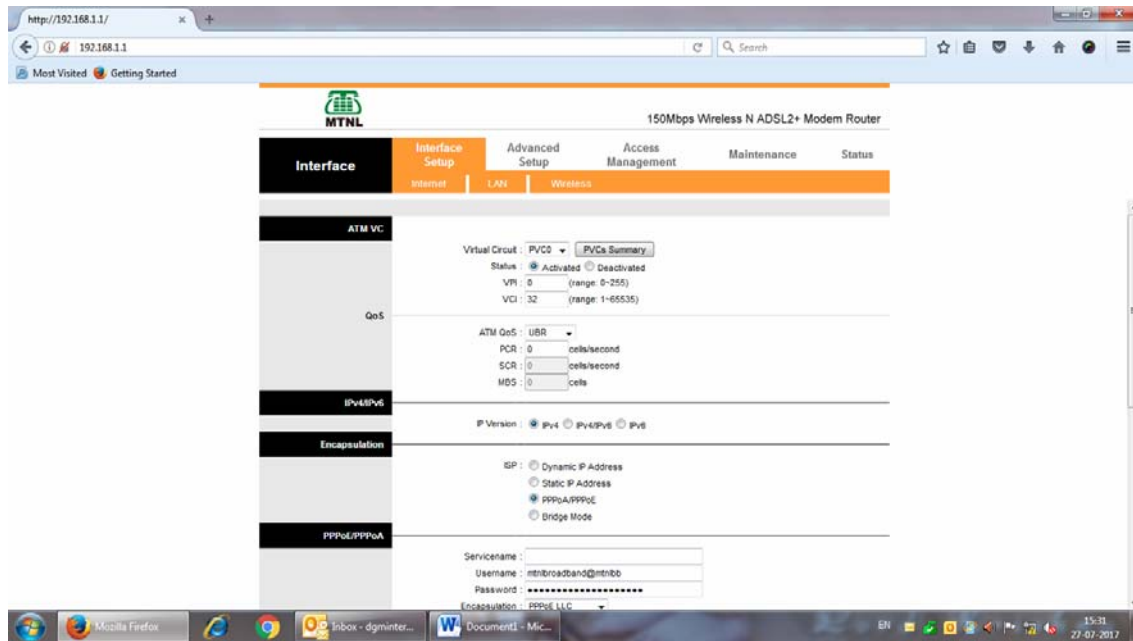 http://192.168.1.1/
192.168.1.1
Search
Most Visited Getting Started
MTNL
150Mbps Wireless N ADSL2+ Modem Router
Interface
Interface Setup
Advanced Setup
Access Management
Maintenance
Status
Internet LAN Wireless
ATM VC
Virtual Circuit : PVC0 PVCs Summary
Status : Activated Deactivated
VPI : 0 (range: 0~255)
VCI : 32 (range: 1~65535)
QoS
ATM QoS : UBR
PCR : 0 cells/second
SCR : 0 cells/second
MBS : 0 cells
IPv4/IPv6
IP Version : IPv4 IPv4/IPv6 IPv6
Encapsulation
ISP : Dynamic IP Address
Static IP Address
PPPoA/PPPoE
Bridge Mode
PPPoE/PPPoA
Servicename :
Username : mtnlbroadband@mtnlbb
Password : •••••••••••••••••••••
Encapsulation : PPPoE LLC
Mozilla Firefox
Inbox - dgminter...
Document1 - Mic...
EN
15:31
27-07-2017